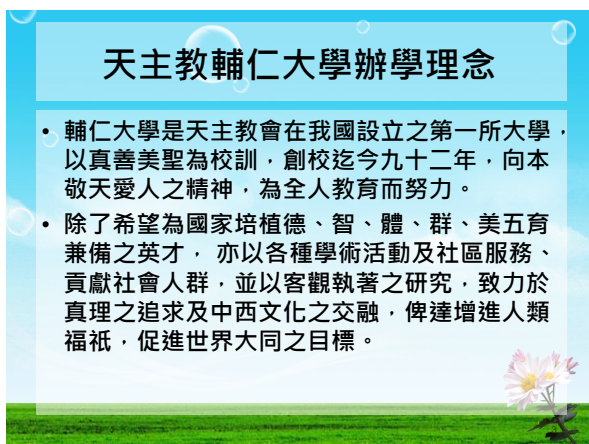 天主教輔仁大學辦學理念
• 輔仁大學是天主教會在我國設立之第一所大學，
以真善美聖為校訓，創校迄今九十二年，向本
敬天愛人之精神，為全人教育而努力。
• 除了希望為國家培植德、智、體、群、美五育
兼備之英才， 亦以各種學術活動及社區服務、
貢獻社會人群，並以客觀執著之研究，致力於
真理之追求及中西文化之交融，俾達增進人類
福祇，促進世界大同之目標。